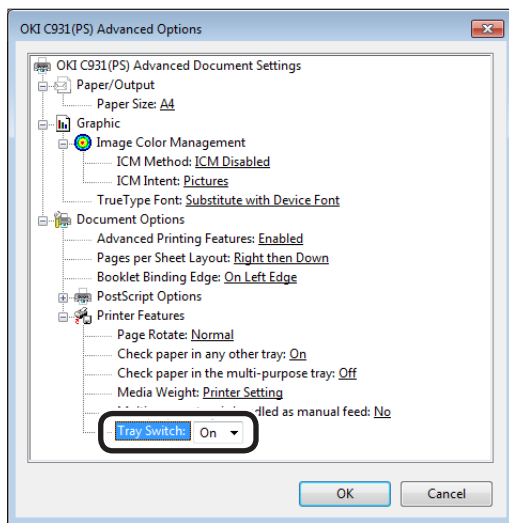 OKI C931(PS) Advanced Options
OKI C931(PS) Advanced Document Settings
Paper/Output
Paper Size: A4
Graphic
Image Color Management
ICM Method: ICM Disabled
ICM Intent: Pictures
TrueType Font: Substitute with Device Font
Document Options
Advanced Printing Features: Enabled
Pages per Sheet Layout: Right then Down
Booklet Binding Edge: On Left Edge
PostScript Options
Printer Features
Page Rotate: Normal
Check paper in any other tray: On
Check paper in the multi-purpose tray: Off
Media Weight: Printer Setting
as manual feed: No
Tray Switch: On
OK Cancel